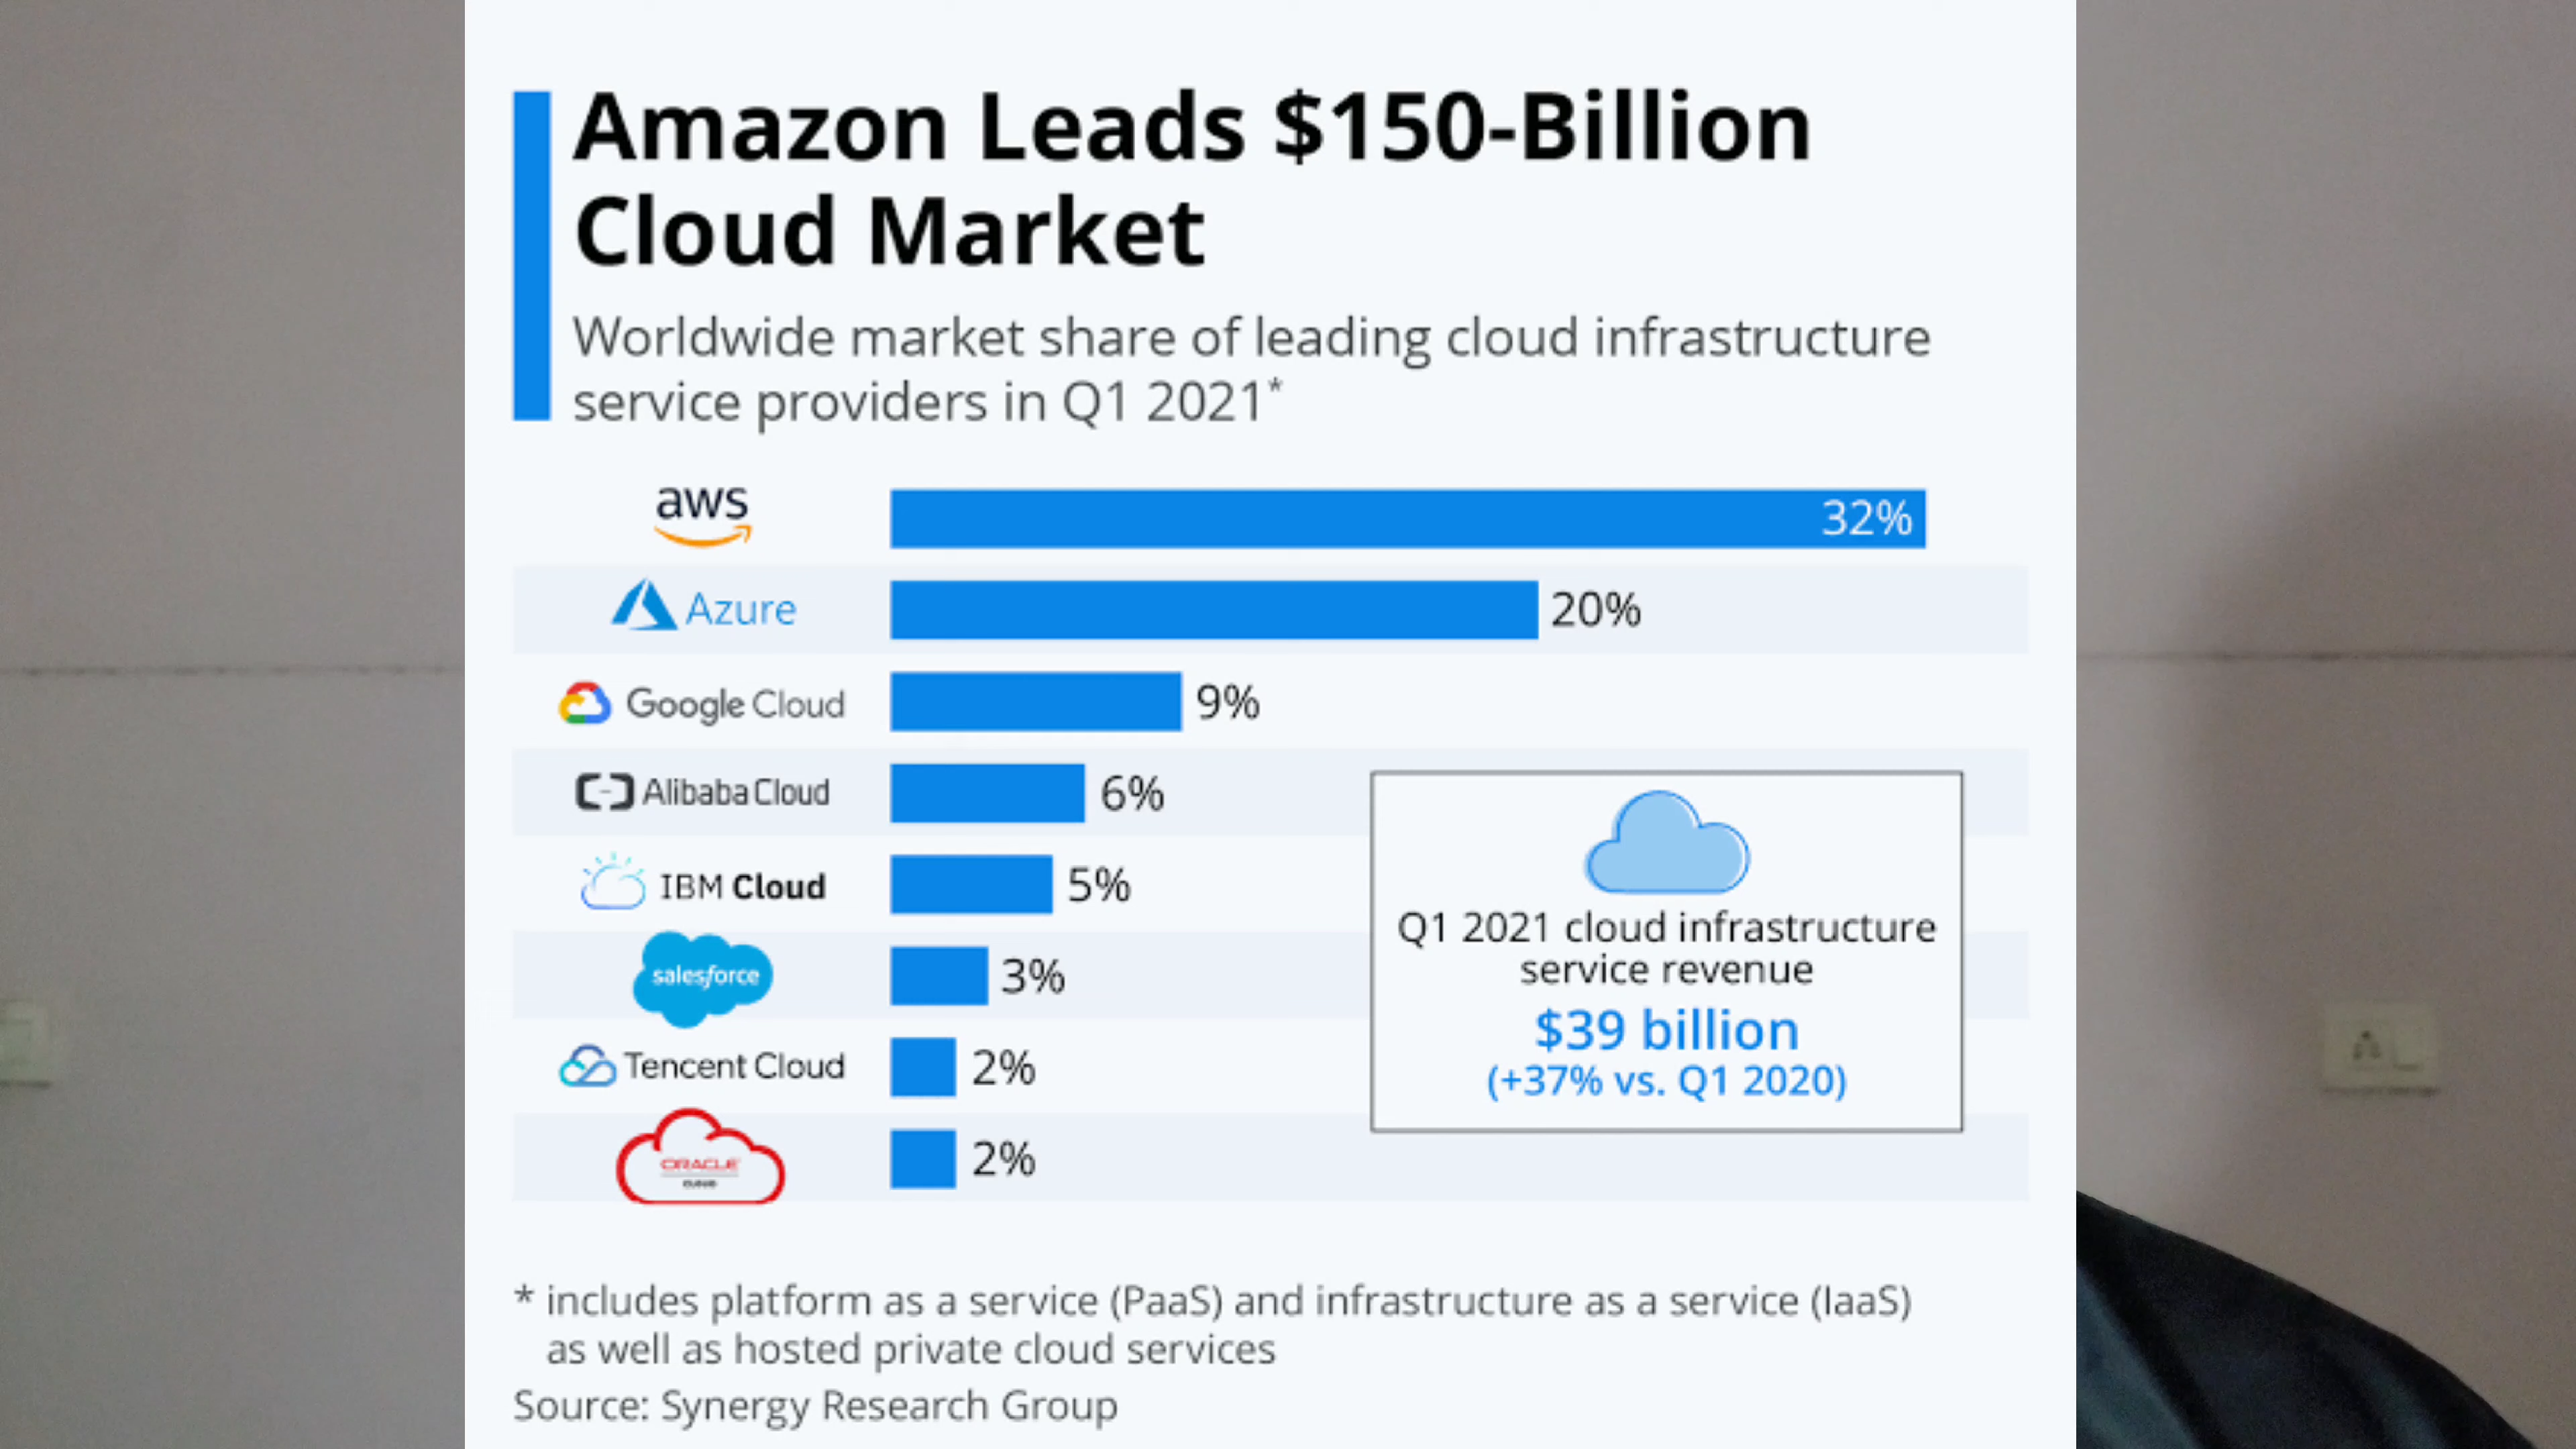 Amazon Leads $150-Billion
Cloud Market
Worldwide market share of leading cloud infrastructure
service providers in Q1 2021*
aws
32%
Azure
20%
Google Cloud
9%
Alibaba Cloud
6%
IBM Cloud
5%
salesforce
3%
Tencent Cloud
2%
ORACLE
CLOUD
2%
Q1 2021 cloud infrastructure
service revenue
$39 billion
(+37% vs. Q1 2020)
* includes platform as a service (PaaS) and infrastructure as a service (IaaS)
as well as hosted private cloud services
Source: Synergy Research Group